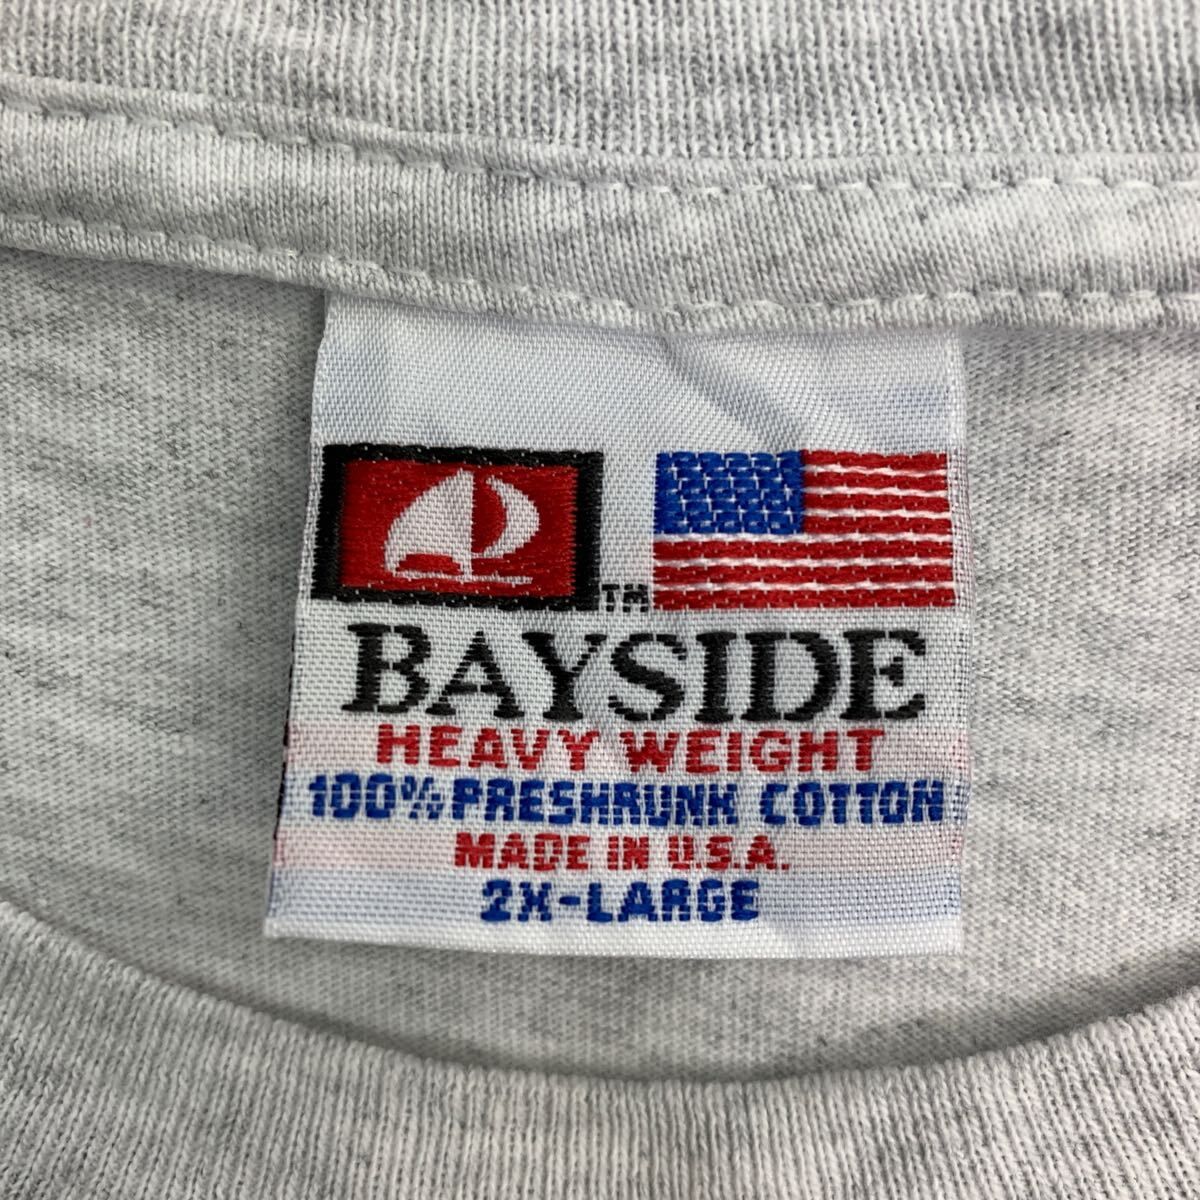 TM
BAYSIDE
HEAVY WEIGHT
100% PRESHRUNK COTTON
MADE IN U.S.A.
2X-LARGE